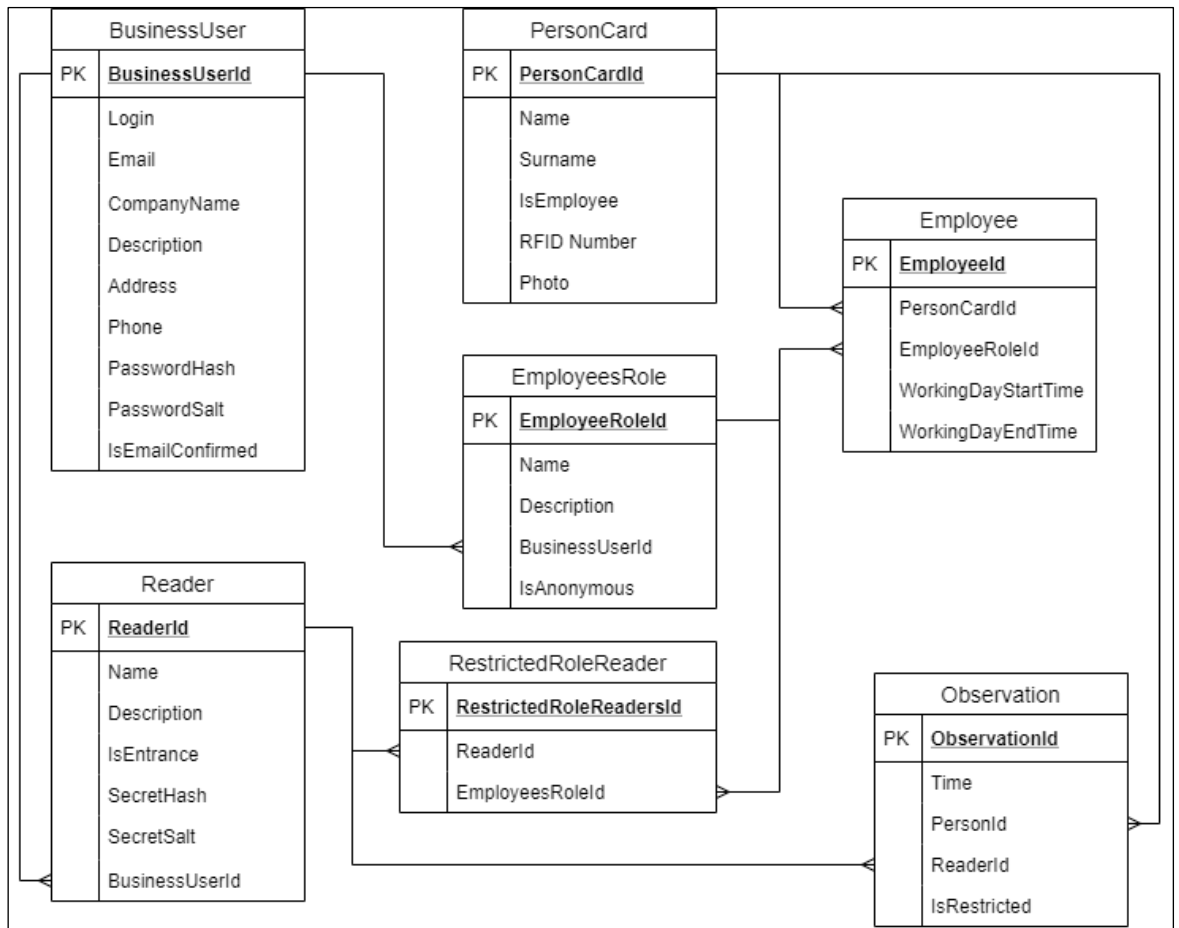 BusinessUser
PK BusinessUserId
Login
Email
CompanyName
Description
Address
Phone
PasswordHash
PasswordSalt
IsEmailConfirmed
PersonCard
PK PersonCardId
Name
Surname
IsEmployee
RFID Number
Photo
Employee
PK EmployeeId
PersonCardId
EmployeeRoleId
WorkingDayStartTime
WorkingDayEndTime
EmployeesRole
PK EmployeeRoleId
Name
Description
BusinessUserId
IsAnonymous
Reader
PK ReaderId
Name
Description
IsEntrance
SecretHash
SecretSalt
BusinessUserId
RestrictedRoleReader
PK RestrictedRoleReadersId
ReaderId
EmployeesRoleId
Observation
PK ObservationId
Time
PersonId
ReaderId
IsRestricted